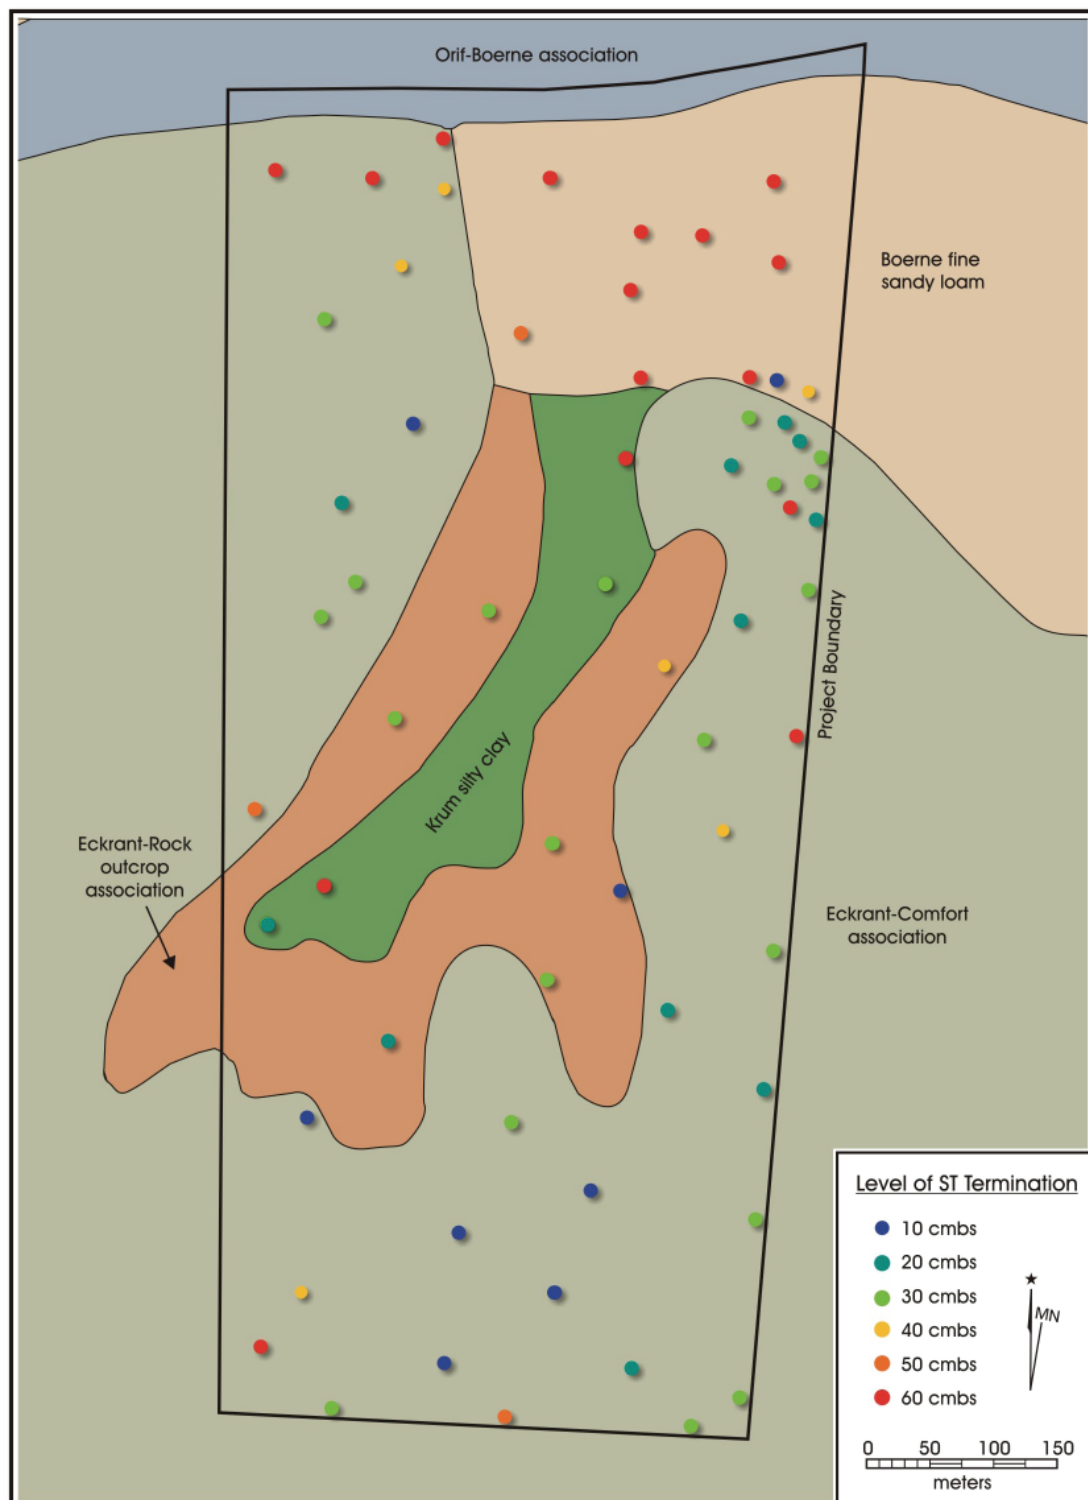 Orif-Boerne association
Boerne fine
sandy loam
Project Boundary
Krum silty clay
Eckrant-Rock
outcrop
association
Eckrant-Comfort
association
Level of ST Termination
10 cmbs
20 cmbs
30 cmbs
40 cmbs
50 cmbs
60 cmbs
MN
0 50 100 150
meters